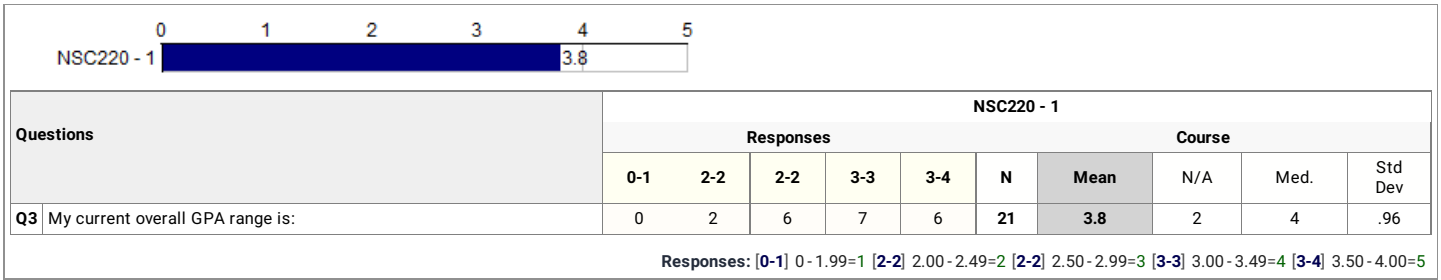 0 1 2 3 4 5
NSC220 - 1 3.8
NSC220 - 1
Questions Responses Course
0-1 2-2 2-2 3-3 3-4 N Mean N/A Med. Std Dev
Q3 My current overall GPA range is: 0 2 6 7 6 21 3.8 2 4 .96
Responses: [0-1] 0-1.99=1 [2-2] 2.00-2.49=2 [2-2] 2.50-2.99=3 [3-3] 3.00-3.49=4 [3-4] 3.50-4.00=5